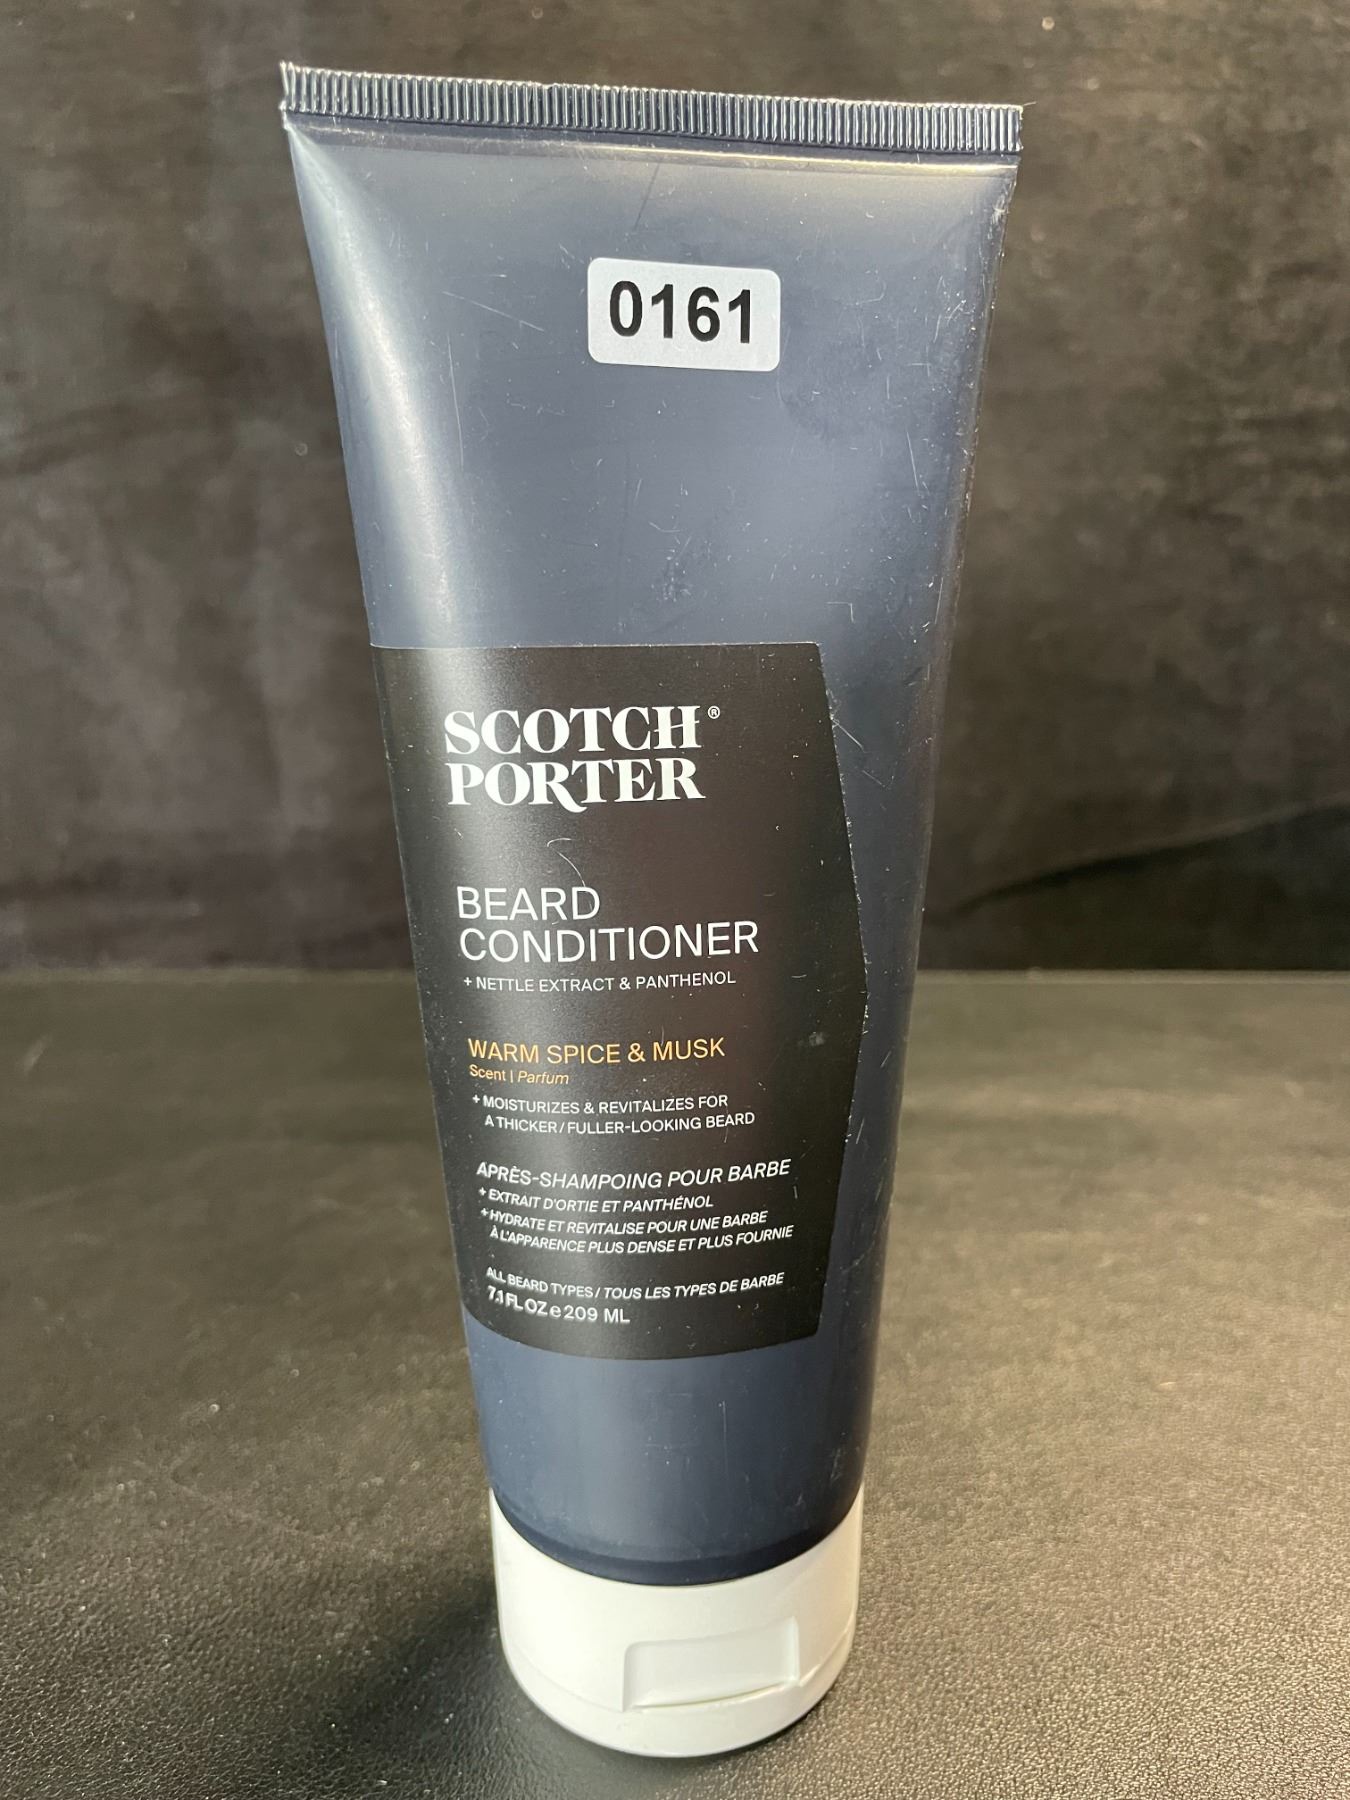 0161
SCOTCH®
PORTER
BEARD
CONDITIONER
+ NETTLE EXTRACT & PANTHENOL
WARM SPICE & MUSK
Scent | Parfum
+ MOISTURIZES & REVITALIZES FOR
A THICKER / FULLER-LOOKING BEARD
APRÈS-SHAMPOING POUR BARBE
+ EXTRAIT D'ORTIE ET PANTHÉNOL
+ HYDRATE ET REVITALISE POUR UNE BARBE
À L'APPARENCE PLUS DENSE ET PLUS FOURNIE
ALL BEARD TYPES / TOUS LES TYPES DE BARBE
7.1 FL OZ e 209 ML